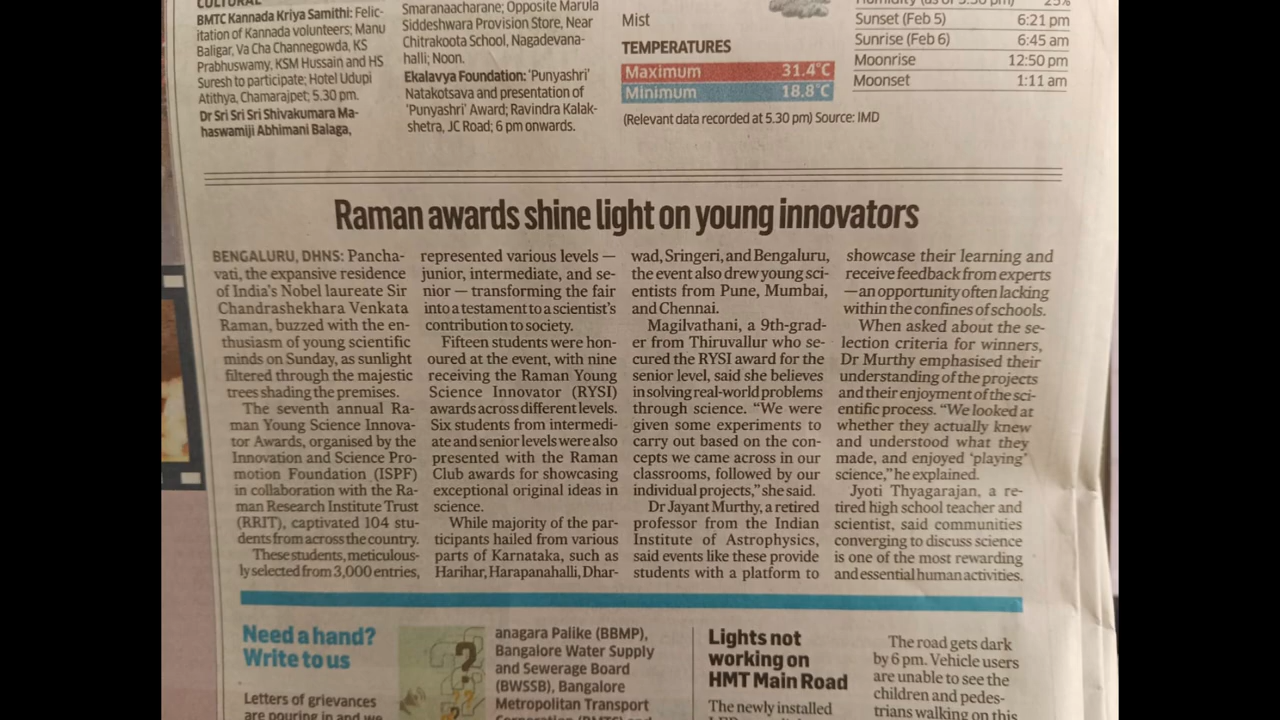 CULTURAL
BMTC Kannada Kriya Samithi: Felic-
itation of Kannada volunteers; Manu
Baligar, Va Cha Channegowda, KS
Prabhuswamy, KSM Hussain and HS
Suresh to participate; Hotel Udupi
Atithya, Chamarajpet; 5.30 pm.
Dr Sri Sri Sri Shivakumara Ma-
haswamiji Abhimani Balaga,
Smaranaacharane; Opposite Marula
Siddeshwara Provision Store, Near
Chitrakoota School, Nagadevana-
halli; Noon.
Ekalavya Foundation: 'Punyashri'
Natakotsava and presentation of
'Punyashri' Award; Ravindra Kalak-
shetra, JC Road; 6 pm onwards.
Mist
TEMPERATURES
Maximum 31.4°C
Minimum 18.8°C
(Relevant data recorded at 5.30 pm) Source: IMD
Humidity (as of 5.30 pm) 25%
Sunset (Feb 5) 6:21 pm
Sunrise (Feb 6) 6:45 am
Moonrise 12:50 pm
Moonset 1:11 am
Raman awards shine light on young innovators
BENGALURU, DHNS: Pancha-
vati, the expansive residence
of India's Nobel laureate Sir
Chandrashekhara Venkata
Raman, buzzed with the en-
thusiasm of young scientific
minds on Sunday, as sunlight
filtered through the majestic
trees shading the premises.
The seventh annual Ra-
man Young Science Innova-
tor Awards, organised by the
Innovation and Science Pro-
motion Foundation (ISPF)
in collaboration with the Ra-
man Research Institute Trust
(RRIT), captivated 104 stu-
dents from across the country.
These students, meticulous-
ly selected from 3,000 entries,
represented various levels —
junior, intermediate, and se-
nior — transforming the fair
into a testament to a scientist's
contribution to society.
Fifteen students were hon-
oured at the event, with nine
receiving the Raman Young
Science Innovator (RYSI)
awards across different levels.
Six students from intermedi-
ate and senior levels were also
presented with the Raman
Club awards for showcasing
exceptional original ideas in
science.
While majority of the par-
ticipants hailed from various
parts of Karnataka, such as
Harihar, Harapanahalli, Dhar-
wad, Sringeri, and Bengaluru,
the event also drew young sci-
entists from Pune, Mumbai,
and Chennai.
Magilvathani, a 9th-grad-
er from Thiruvallur who se-
cured the RYSI award for the
senior level, said she believes
in solving real-world problems
through science. "We were
given some experiments to
carry out based on the con-
cepts we came across in our
classrooms, followed by our
individual projects," she said.
Dr Jayant Murthy, a retired
professor from the Indian
Institute of Astrophysics,
said events like these provide
students with a platform to
showcase their learning and
receive feedback from experts
— an opportunity often lacking
within the confines of schools.
When asked about the se-
lection criteria for winners,
Dr Murthy emphasised their
understanding of the projects
and their enjoyment of the sci-
entific process. "We looked at
whether they actually knew
and understood what they
made, and enjoyed 'playing'
science," he explained.
Jyoti Thyagarajan, a re-
tired high school teacher and
scientist, said communities
converging to discuss science
is one of the most rewarding
and essential human activities.
Need a hand?
Write to us
Letters of grievances
are pouring in and we
anagara Palike (BBMP),
Bangalore Water Supply
and Sewerage Board
(BWSSB), Bangalore
Metropolitan Transport
Lights not
working on
HMT Main Road
The newly installed
The road gets dark
by 6 pm. Vehicle users
are unable to see the
children and pedes-
trians walking on this